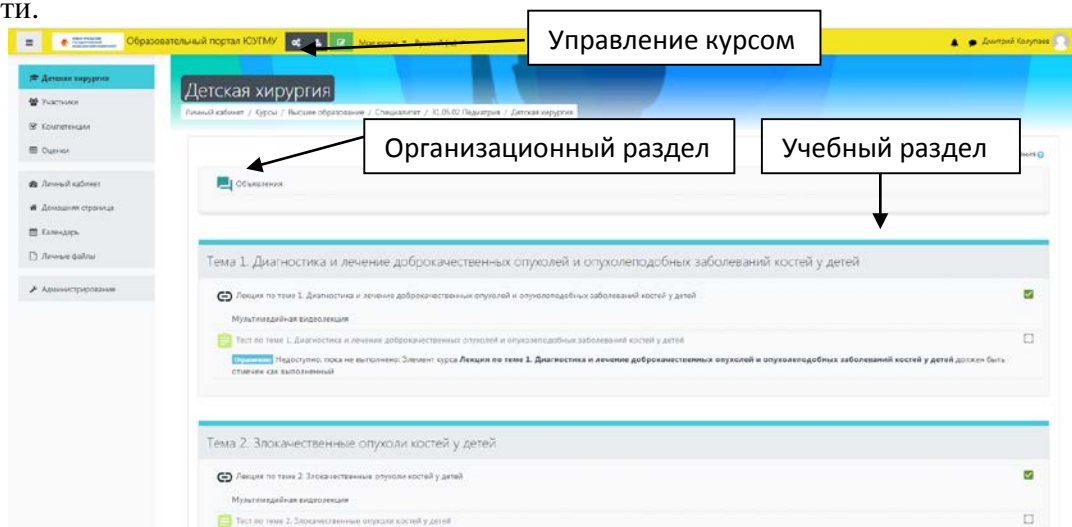 ти.
Образовательный портал ЮУГМУ
Мои курсы
Управление курсом
Дмитрий Колупаев
Детская хирургия
Участники
Компетенции
Оценки
Личный кабинет
Домашняя страница
Календарь
Личные файлы
Администрирование
Детская хирургия
Личный кабинет / Курсы / Высшее образование / Специалитет / 31.05.02 Педиатрия / Детская хирургия
Организационный раздел
Учебный раздел
Объявления
Тема 1. Диагностика и лечение доброкачественных опухолей и опухолеподобных заболеваний костей у детей
Лекция по теме 1. Диагностика и лечение доброкачественных опухолей и опухолеподобных заболеваний костей у детей
Мультимедийная видеолекция
Тест по теме 1. Диагностика и лечение доброкачественных опухолей и опухолеподобных заболеваний костей у детей
Ограничено Недоступно, пока не выполнено: Элемент курса Лекция по теме 1. Диагностика и лечение доброкачественных опухолей и опухолеподобных заболеваний костей у детей должен быть
отмечен как выполненный
Тема 2. Злокачественные опухоли костей у детей
Лекция по теме 2. Злокачественные опухоли костей у детей
Мультимедийная видеолекция
Тест по теме 2. Злокачественные опухоли костей у детей